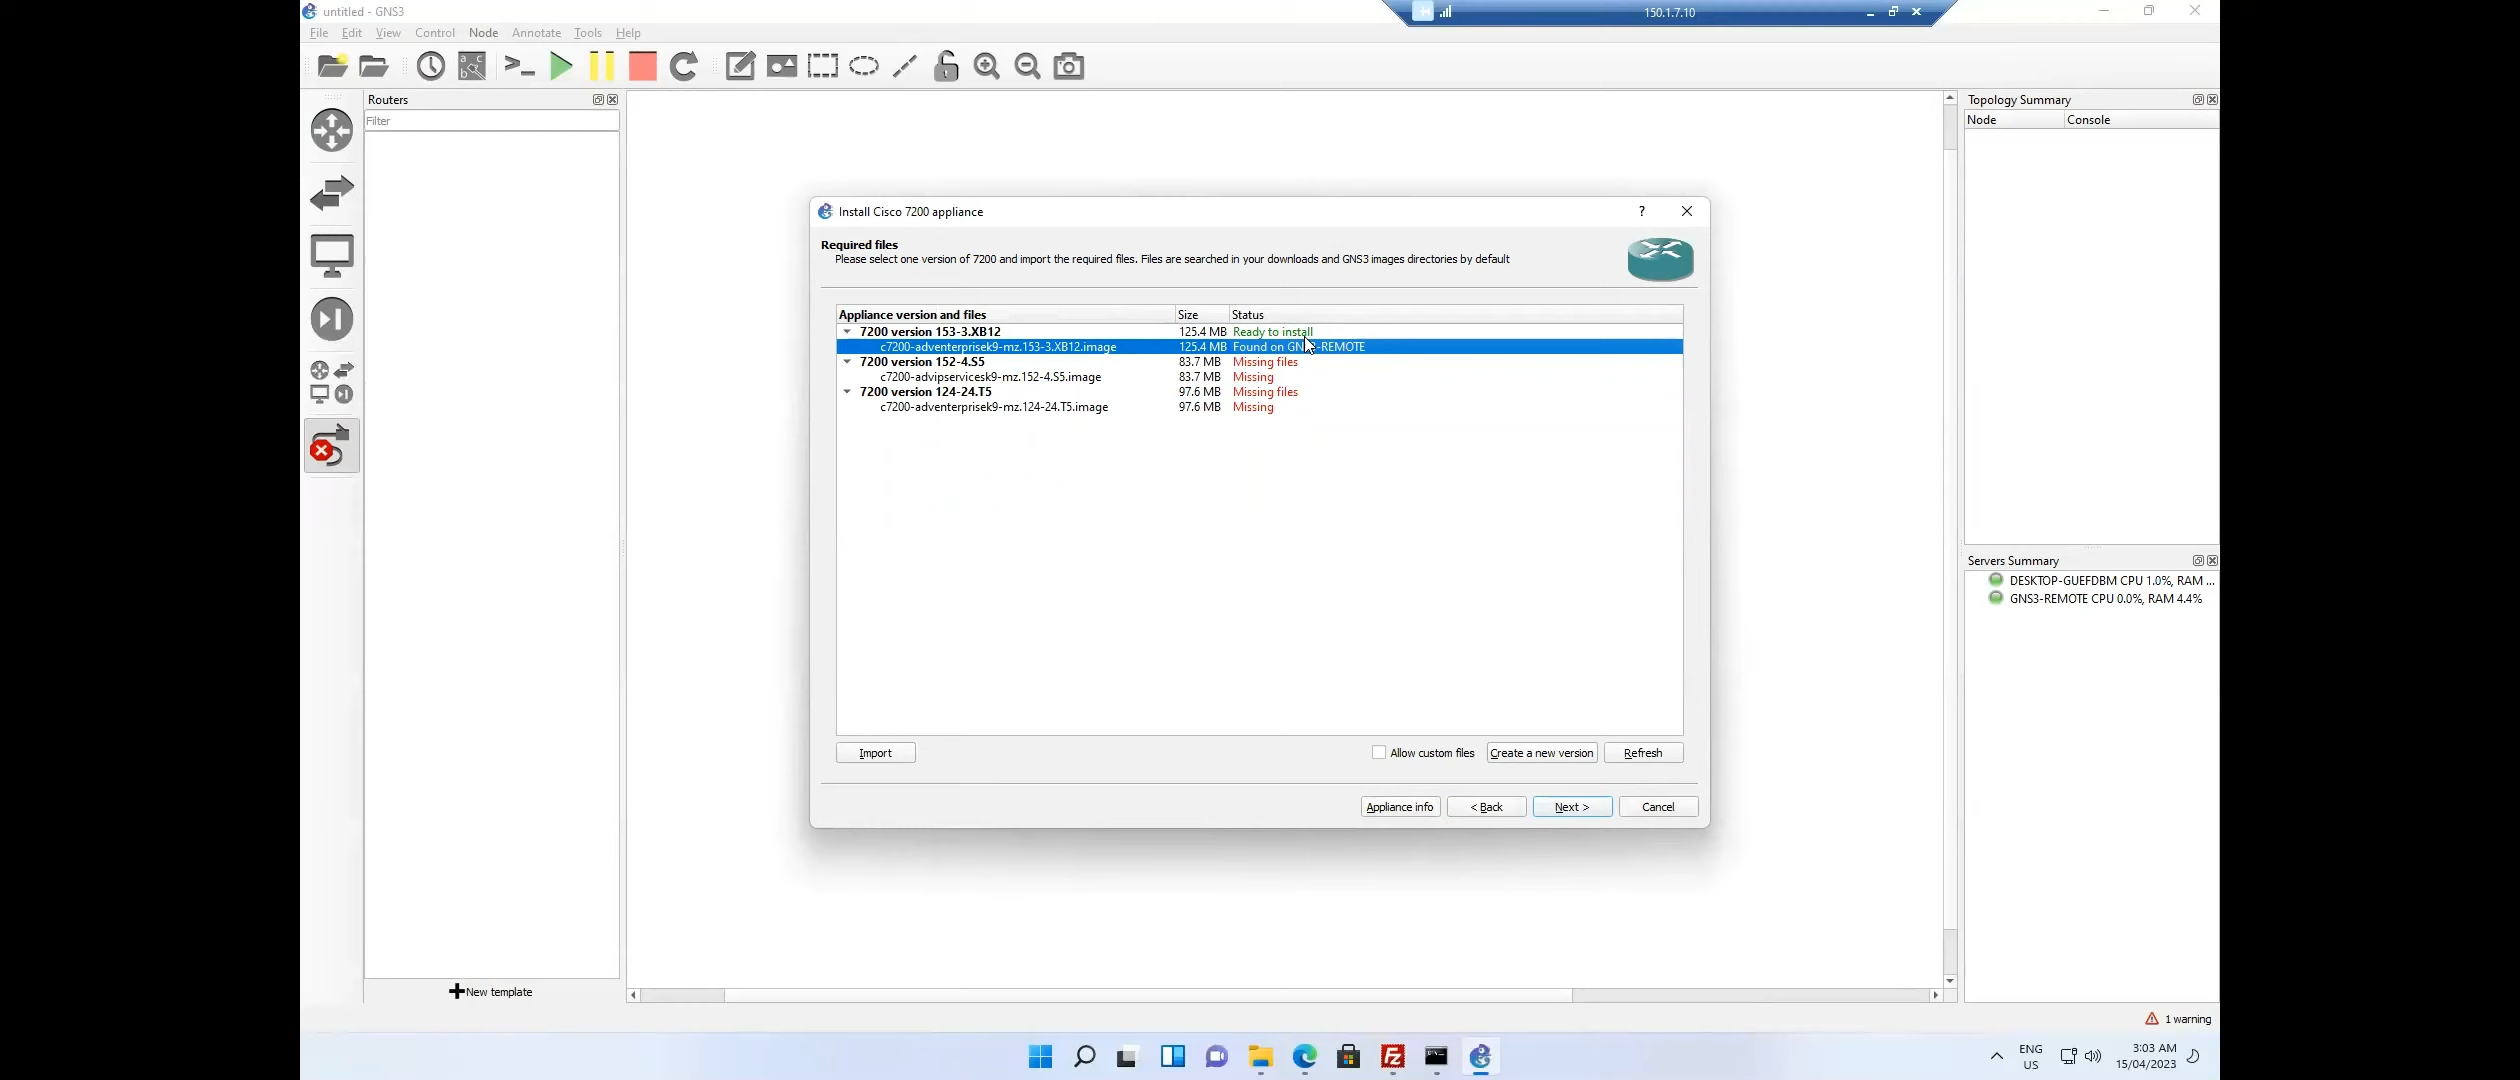 untitled - GNS3
150.1.7.10
File Edit View Control Node Annotate Tools Help
Routers
Filter
Topology Summary
Node Console
Install Cisco 7200 appliance
Required files
Please select one version of 7200 and import the required files. Files are searched in your downloads and GNS3 images directories by default
Appliance version and files Size Status
7200 version 153-3.XB12 125.4 MB Ready to install
c7200-adventerprisek9-mz.153-3.XB12.image 125.4 MB Found on -REMOTE
7200 version 152-4.S5 83.7 MB Missing files
c7200-advipservicesk9-mz.152-4.S5.image 83.7 MB Missing
7200 version 124-24.T5 97.6 MB Missing files
c7200-adventerprisek9-mz.124-24.T5.image 97.6 MB Missing
Import Allow custom files Create a new version Refresh
Appliance info < Back Next > Cancel
Servers Summary
DESKTOP-GUEFDBM CPU 1.0%, RAM ...
GNS3-REMOTE CPU 0.0%, RAM 4.4%
New template
1 warning
ENG
US
3:03 AM
15/04/2023